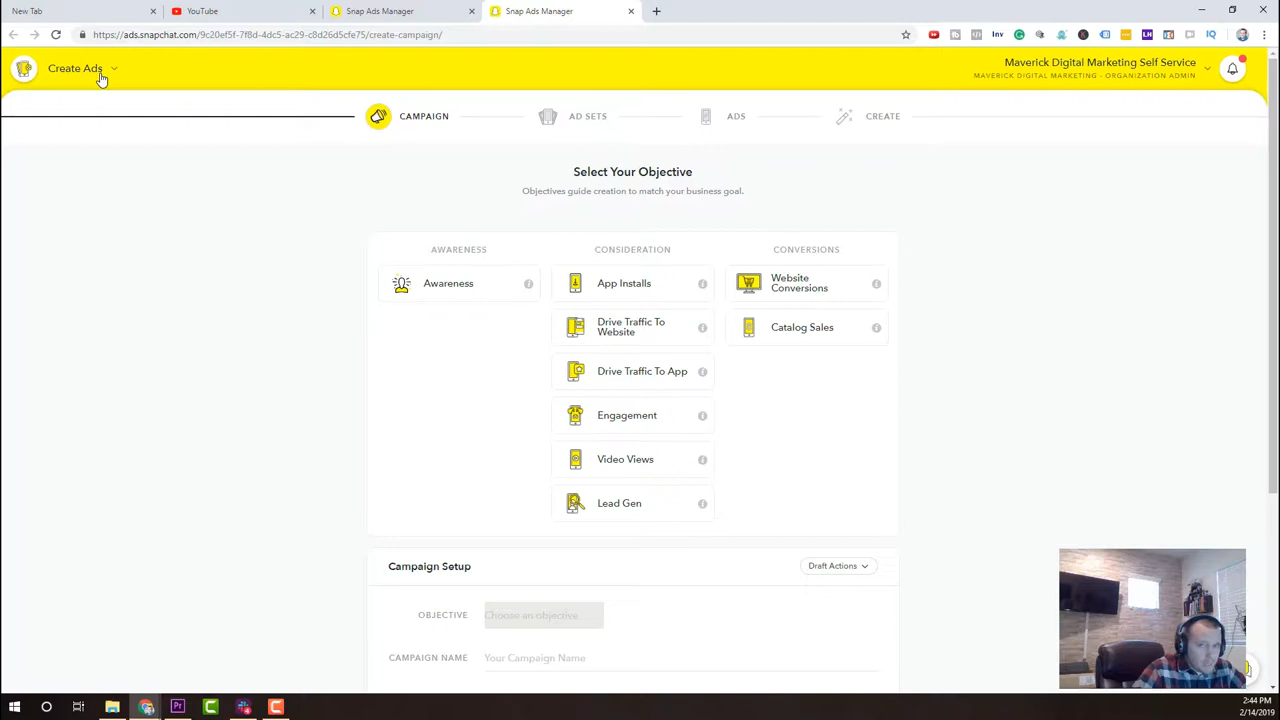 New Tab
YouTube
Snap Ads Manager
Snap Ads Manager
https://ads.snapchat.com/9c20ef5f-7f8d-4dc5-ac29-c8d26d5cfe75/create-campaign/
Inv
LH
IQ
Create Ads
Maverick Digital Marketing Self Service
MAVERICK DIGITAL MARKETING - ORGANIZATION ADMIN
CAMPAIGN
AD SETS
ADS
CREATE
Select Your Objective
Objectives guide creation to match your business goal.
AWARENESS
CONSIDERATION
CONVERSIONS
Awareness
App Installs
Website
Conversions
Drive Traffic To
Website
Catalog Sales
Drive Traffic To App
Engagement
Video Views
Lead Gen
Campaign Setup
Draft Actions
OBJECTIVE
Choose an objective
CAMPAIGN NAME
Your Campaign Name
Pr
2:44 PM
2/14/2019